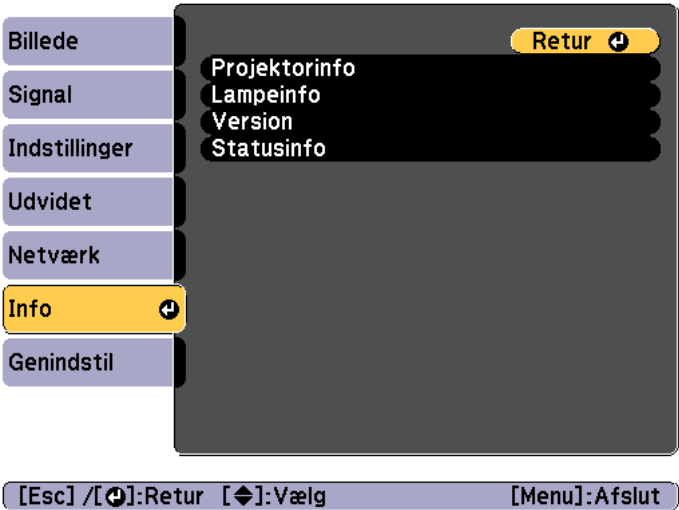 Billede
Signal
Indstillinger
Udvidet
Netværk
Info
Genindstil
Retur
Projektorinfo
Lampeinfo
Version
Statusinfo
[Esc] /[ ]:Retur [ ]:Vælg [Menu]:Afslut